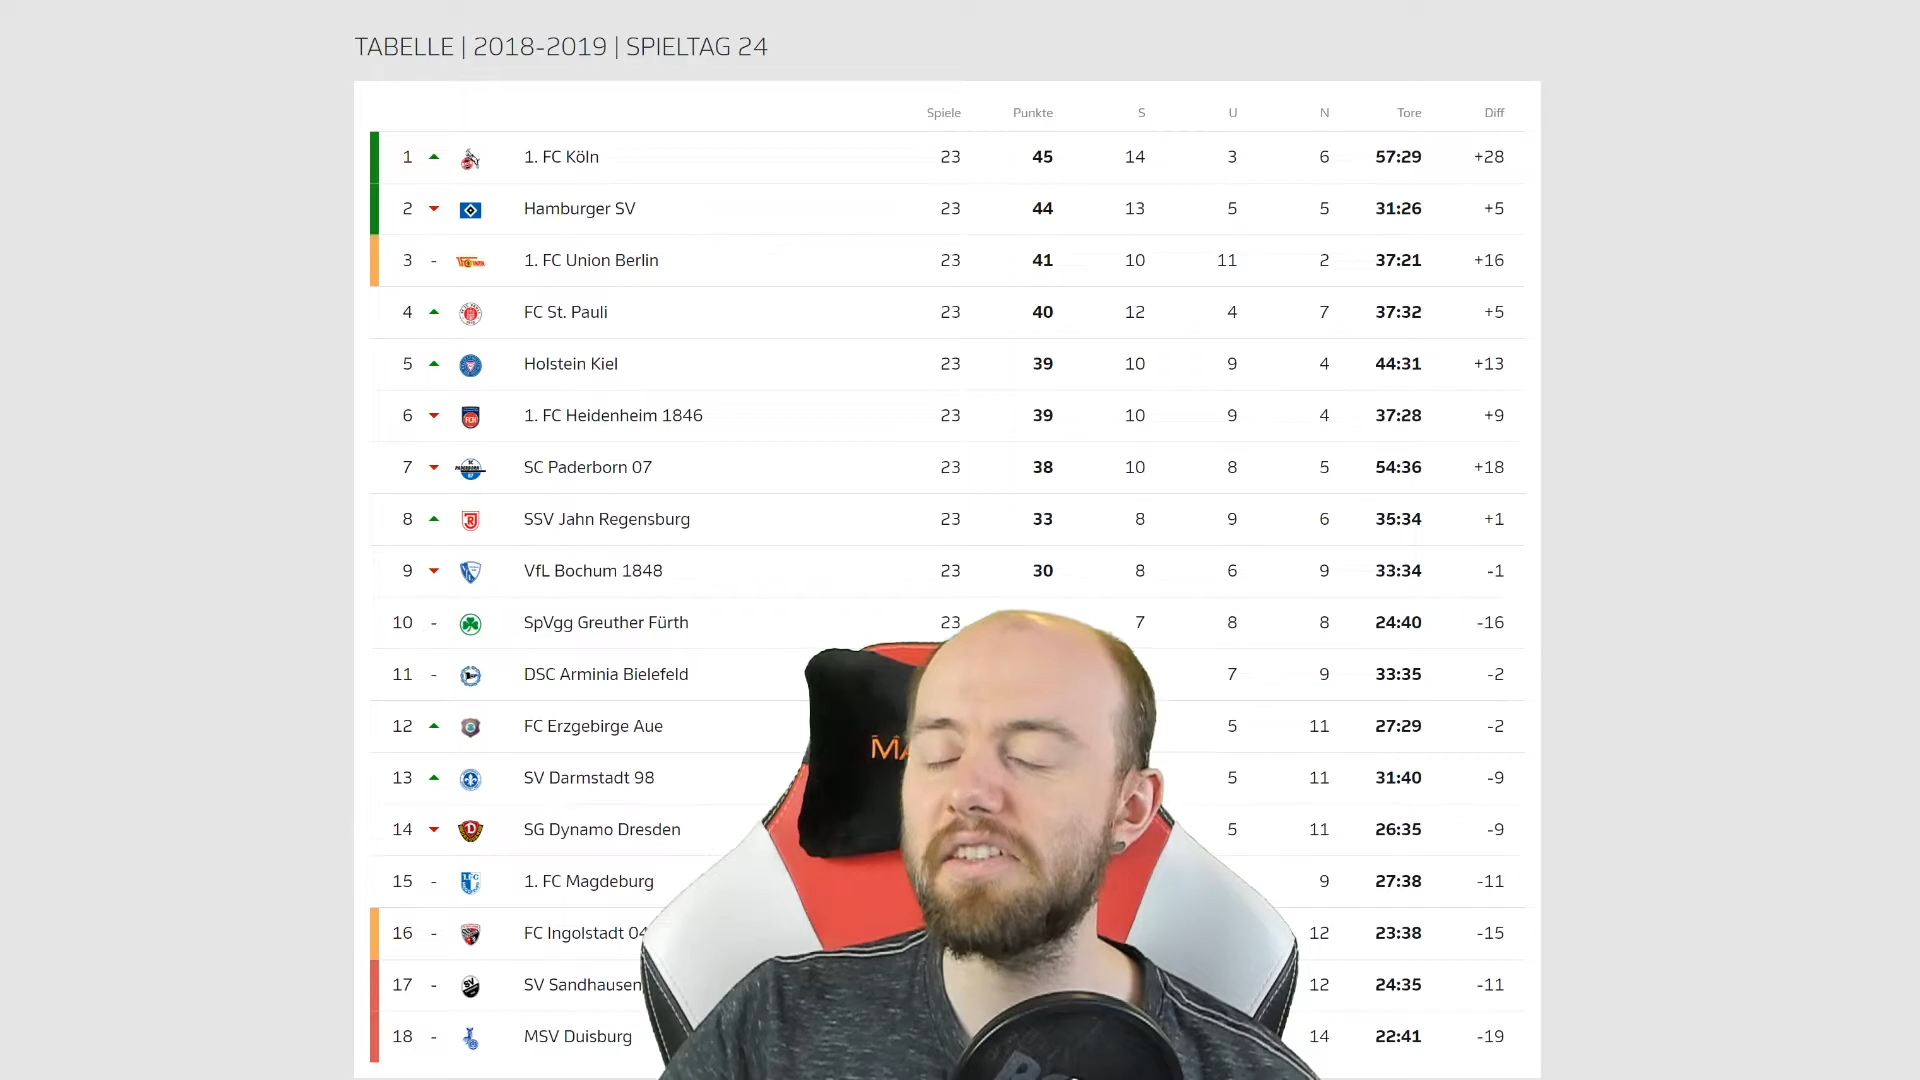 TABELLE | 2018-2019 | SPIELTAG 24
Spiele Punkte S U N Tore Diff
1 1. FC Köln 23 45 14 3 6 57:29 +28
2 Hamburger SV 23 44 13 5 5 31:26 +5
3 - 1. FC Union Berlin 23 41 10 11 2 37:21 +16
4 FC St. Pauli 23 40 12 4 7 37:32 +5
5 Holstein Kiel 23 39 10 9 4 44:31 +13
6 1. FC Heidenheim 1846 23 39 10 9 4 37:28 +9
7 SC Paderborn 07 23 38 10 8 5 54:36 +18
8 SSV Jahn Regensburg 23 33 8 9 6 35:34 +1
9 VfL Bochum 1848 23 30 8 6 9 33:34 -1
10 - SpVgg Greuther Fürth 23 7 8 8 24:40 -16
11 - DSC Arminia Bielefeld 7 9 33:35 -2
12 FC Erzgebirge Aue 5 11 27:29 -2
13 SV Darmstadt 98 5 11 31:40 -9
14 SG Dynamo Dresden 5 11 26:35 -9
15 - 1. FC Magdeburg 9 27:38 -11
16 - FC Ingolstadt 04 12 23:38 -15
17 - SV Sandhausen 12 24:35 -11
18 - MSV Duisburg 14 22:41 -19